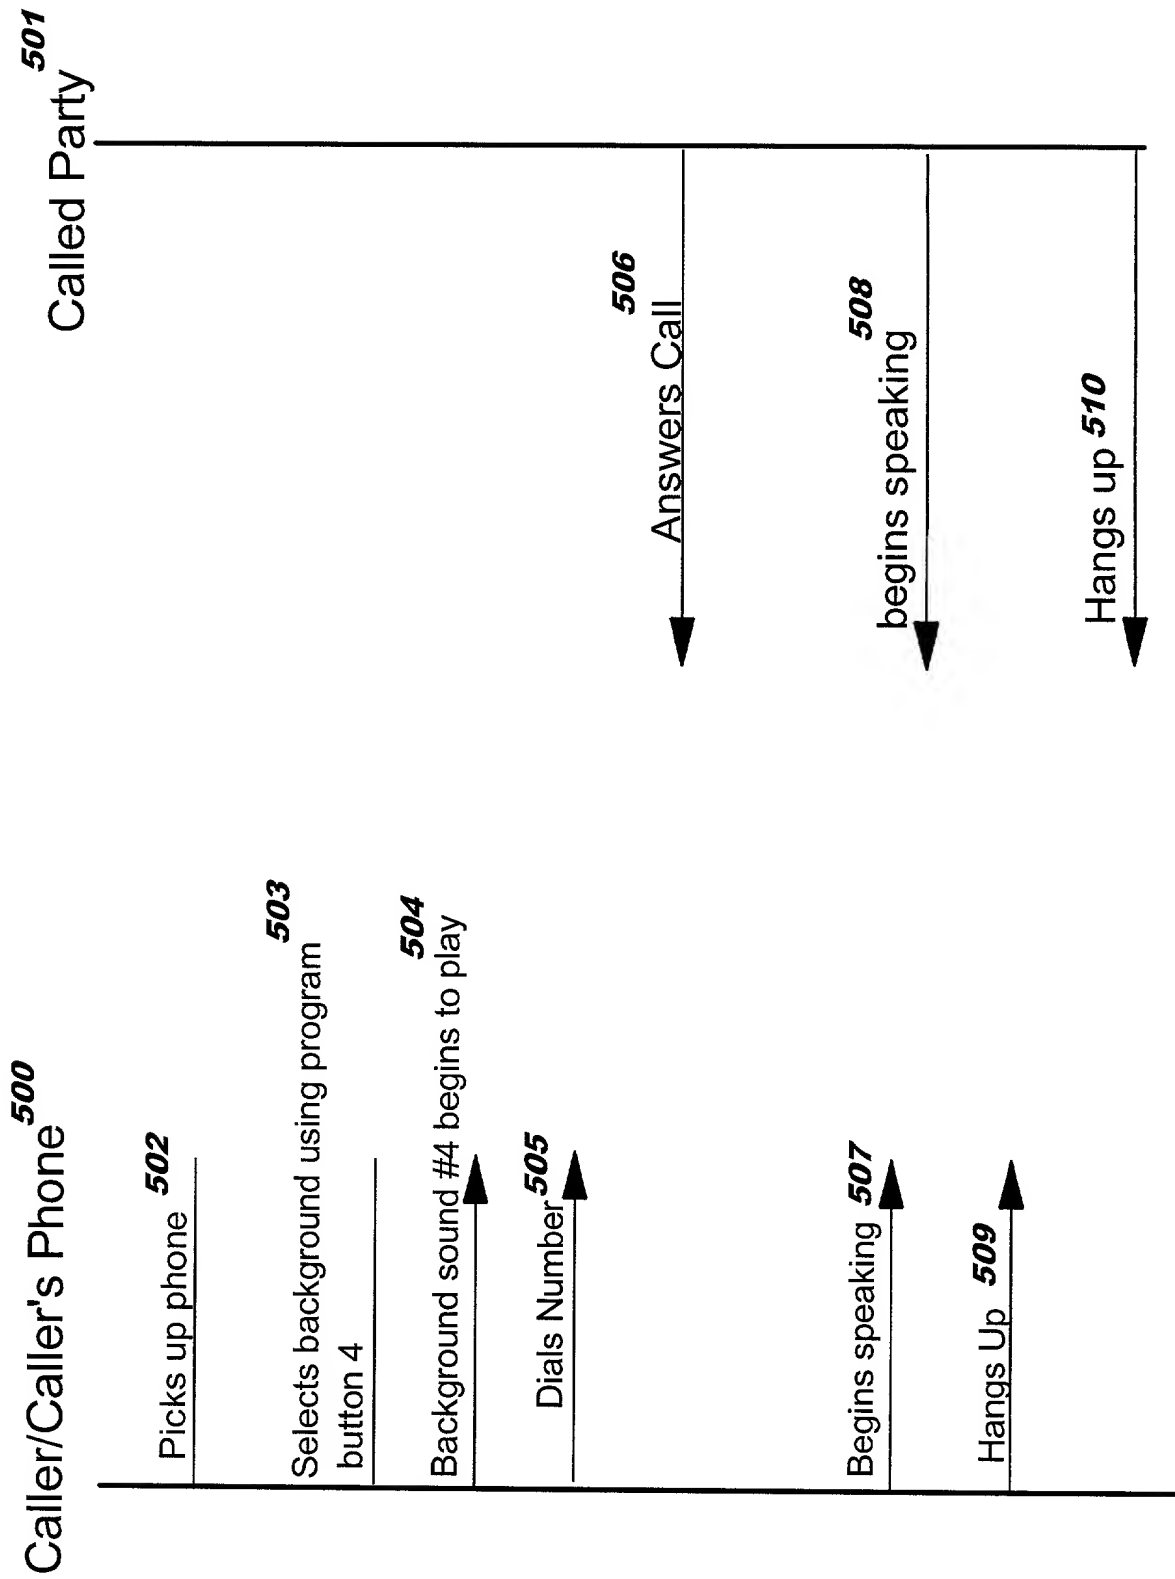 Caller/Caller's Phone 500
Called Party 501
Picks up phone 502
Selects background using program 503
button 4
Background sound #4 begins to play 504
Dials Number 505
Answers Call 506
Begins speaking 507
begins speaking 508
Hangs Up 509
Hangs up 510